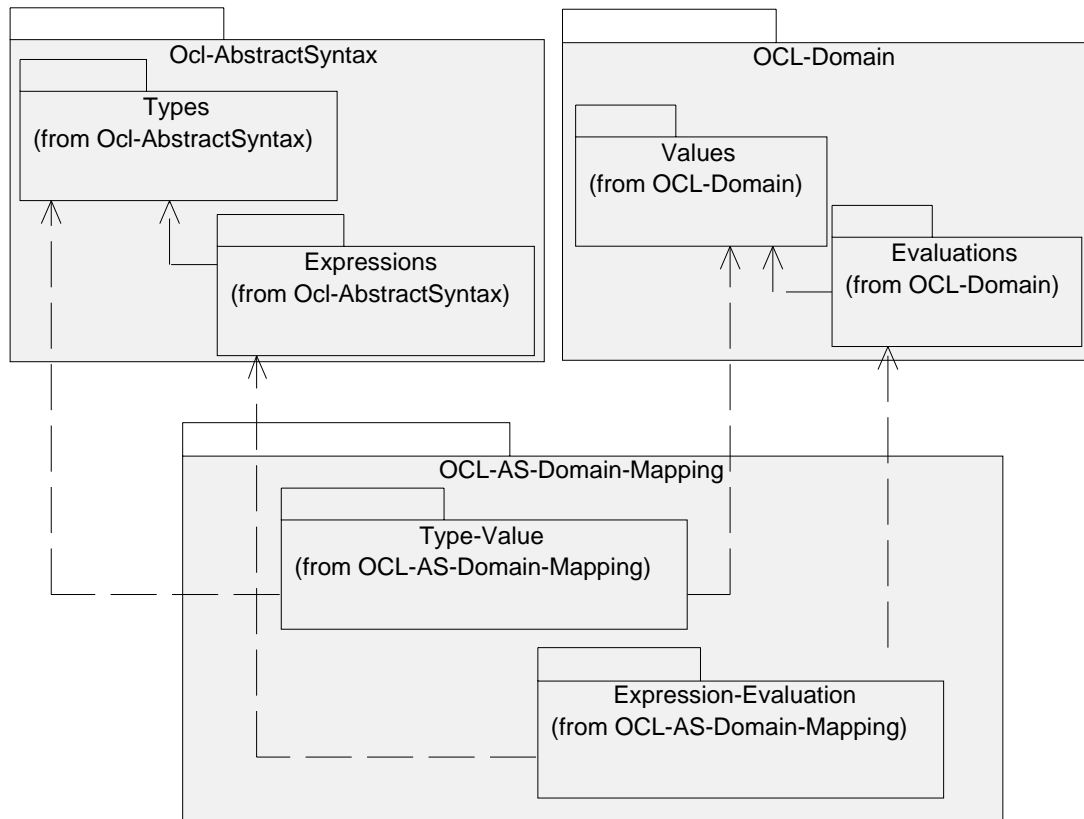 Ocl-AbstractSyntax
Types
(from Ocl-AbstractSyntax)
Expressions
(from Ocl-AbstractSyntax)
OCL-Domain
Values
(from OCL-Domain)
Evaluations
(from OCL-Domain)
OCL-AS-Domain-Mapping
Type-Value
(from OCL-AS-Domain-Mapping)
Expression-Evaluation
(from OCL-AS-Domain-Mapping)